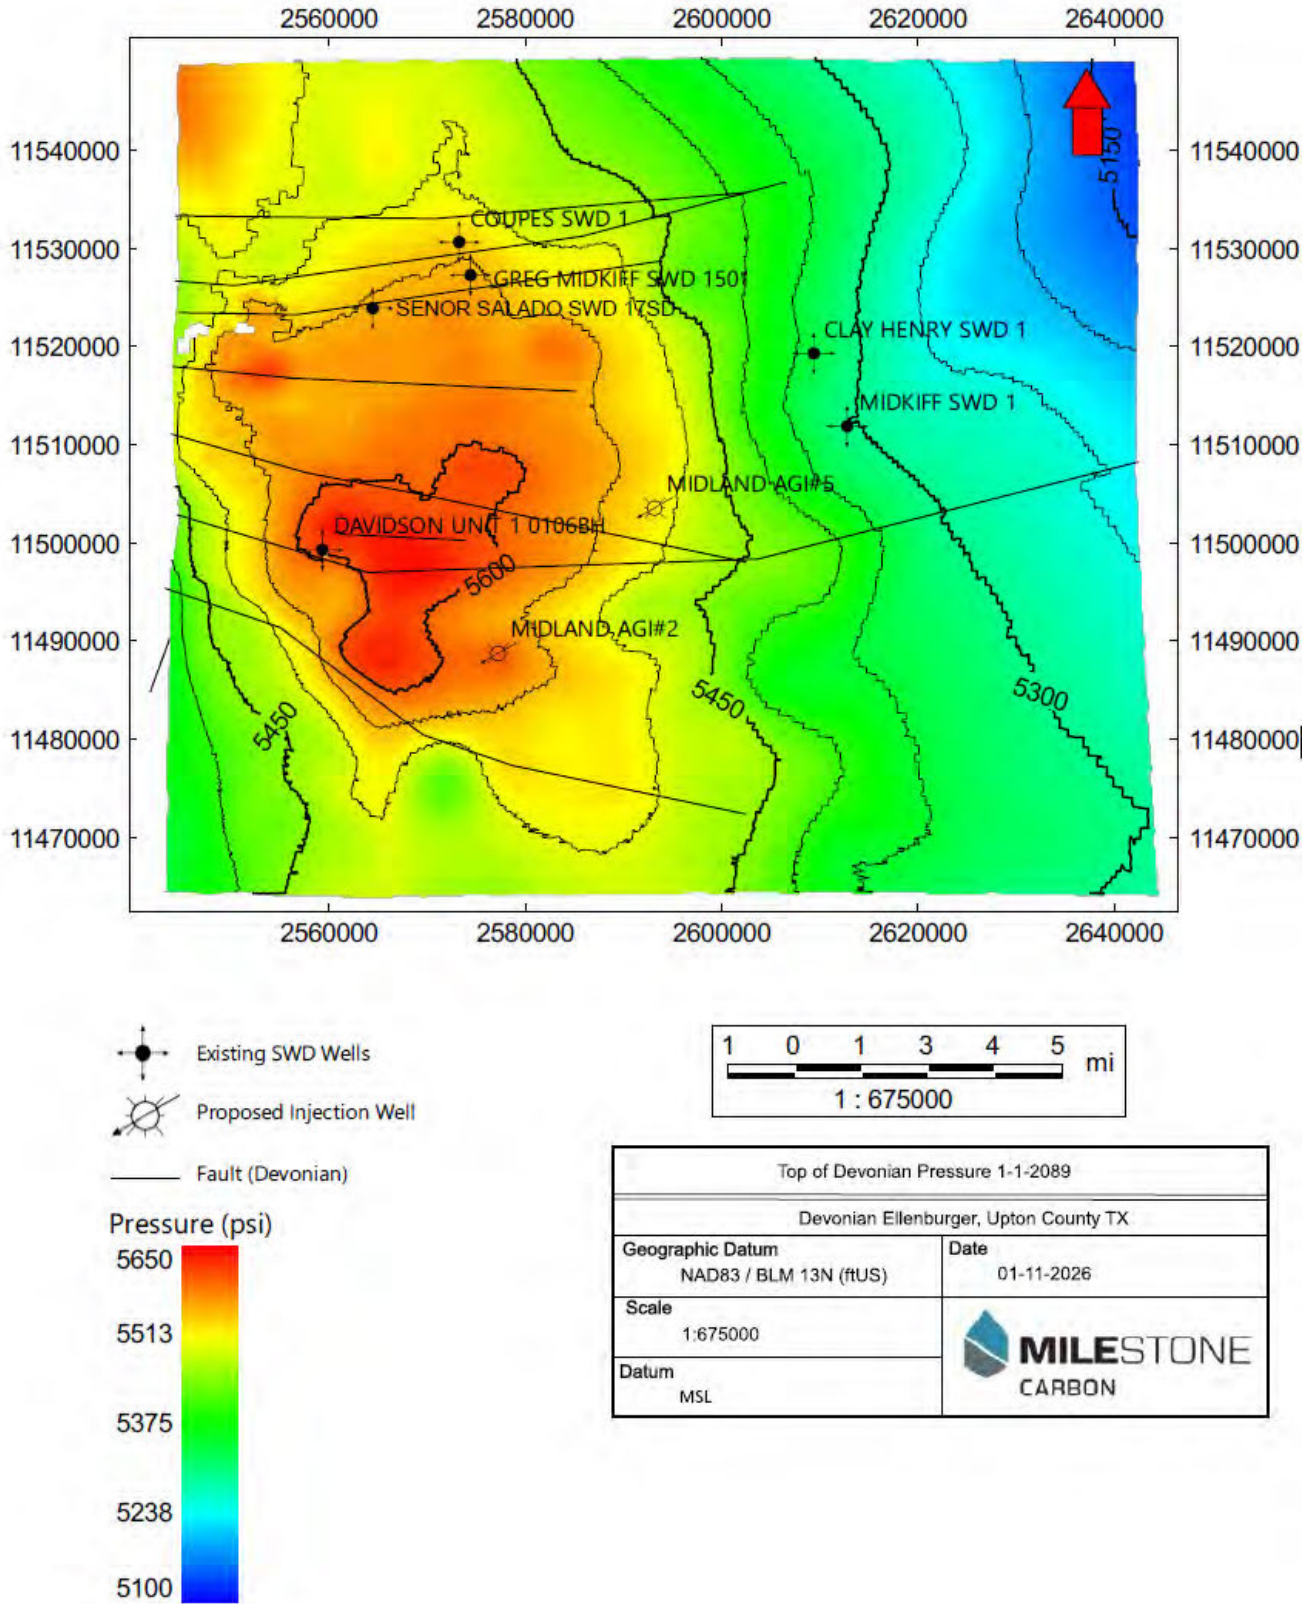 2560000 2580000 2600000 2620000 2640000
11540000 11540000
5150
COUPES SWD 1
11530000 11530000
GREG MIDKIFF SWD 1501
SENOR SALADO SWD 17SD
CLAY HENRY SWD 1
11520000 11520000
MIDKIFF SWD 1
11510000 11510000
MIDLAND AGI#5
DAVIDSON UNIT 1 0106BH
11500000 11500000
5600
MIDLAND AGI#2
11490000 11490000
5450 5300
5450
11480000 11480000
11470000 11470000
2560000 2580000 2600000 2620000 2640000
Existing SWD Wells
Proposed Injection Well
Fault (Devonian)
1 0 1 3 4 5 mi
1 : 675000
Pressure (psi)
5650
5513
5375
5238
5100
Top of Devonian Pressure 1-1-2089
Devonian Ellenburger, Upton County TX
Geographic Datum
NAD83 / BLM 13N (ftUS)
Date
01-11-2026
Scale
1:675000
Datum
MSL
MILESTONE
CARBON